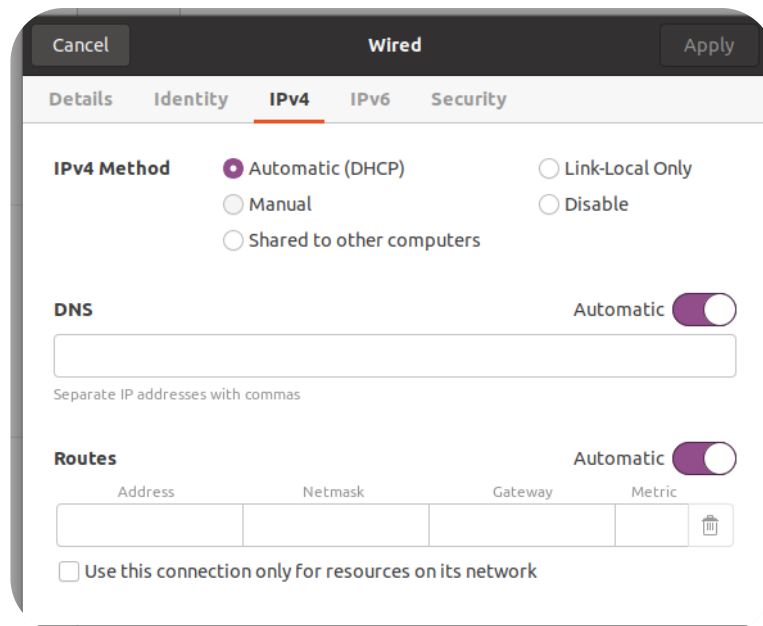 Cancel Wired Apply
Details Identity IPv4 IPv6 Security
IPv4 Method Automatic (DHCP) Link-Local Only
Manual Disable
Shared to other computers
DNS Automatic
Separate IP addresses with commas
Routes Automatic
Address Netmask Gateway Metric
Use this connection only for resources on its network